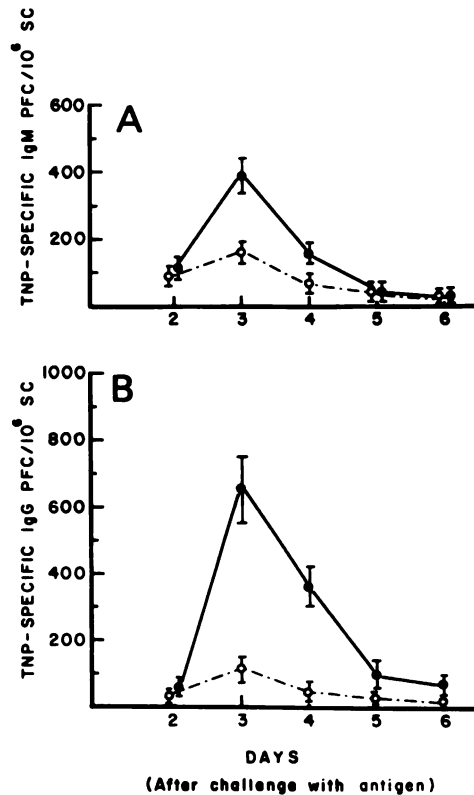 TNP-SPECIFIC IgM PFC/10⁶ SC
A
600
400
200
2 3 4 5 6
TNP-SPECIFIC IgG PFC/10⁶ SC
B
1000
800
600
400
200
2 3 4 5 6
DAYS
(After challenge with antigen)